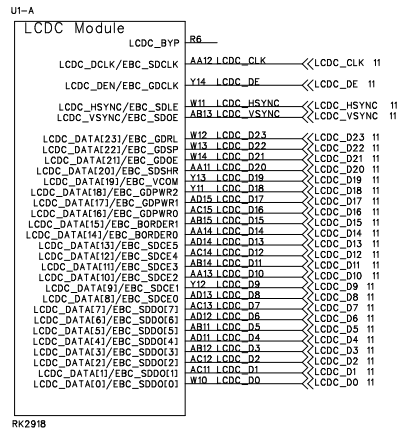 U1-A
LCDC Module
LCDC_BYP R6
LCDC_DCLK/EBC_SDCLK AA12 LCDC_CLK LCDC_CLK 11
LCDC_DEN/EBC_GDCLK Y14 LCDC_DE LCDC_DE 11
LCDC_HSYNC/EBC_SDLE W11 LCDC_HSYNC LCDC_HSYNC 11
LCDC_VSYNC/EBC_SDOE AB13 LCDC_VSYNC LCDC_VSYNC 11
LCDC_DATA[23]/EBC_GDRL W12 LCDC_D23 LCDC_D23 11
LCDC_DATA[22]/EBC_GDSP W13 LCDC_D22 LCDC_D22 11
LCDC_DATA[21]/EBC_GDOE W14 LCDC_D21 LCDC_D21 11
LCDC_DATA[20]/EBC_SDSHR AA11 LCDC_D20 LCDC_D20 11
LCDC_DATA[19]/EBC_VCOM Y13 LCDC_D19 LCDC_D19 11
LCDC_DATA[18]/EBC_GDPWR2 Y11 LCDC_D18 LCDC_D18 11
LCDC_DATA[17]/EBC_GDPWR1 AD15 LCDC_D17 LCDC_D17 11
LCDC_DATA[16]/EBC_GDPWR0 AC15 LCDC_D16 LCDC_D16 11
LCDC_DATA[15]/EBC_BORDER1 AB15 LCDC_D15 LCDC_D15 11
LCDC_DATA[14]/EBC_BORDER0 AA14 LCDC_D14 LCDC_D14 11
LCDC_DATA[13]/EBC_SDCE5 AD14 LCDC_D13 LCDC_D13 11
LCDC_DATA[12]/EBC_SDCE4 AC14 LCDC_D12 LCDC_D12 11
LCDC_DATA[11]/EBC_SDCE3 AB14 LCDC_D11 LCDC_D11 11
LCDC_DATA[10]/EBC_SDCE2 AA13 LCDC_D10 LCDC_D10 11
LCDC_DATA[9]/EBC_SDCE1 Y12 LCDC_D9 LCDC_D9 11
LCDC_DATA[8]/EBC_SDCE0 AD13 LCDC_D8 LCDC_D8 11
LCDC_DATA[7]/EBC_SDDO[7] AC13 LCDC_D7 LCDC_D7 11
LCDC_DATA[6]/EBC_SDDO[6] AD12 LCDC_D6 LCDC_D6 11
LCDC_DATA[5]/EBC_SDDO[5] AB11 LCDC_D5 LCDC_D5 11
LCDC_DATA[4]/EBC_SDDO[4] AD11 LCDC_D4 LCDC_D4 11
LCDC_DATA[3]/EBC_SDDO[3] AB12 LCDC_D3 LCDC_D3 11
LCDC_DATA[2]/EBC_SDDO[2] AC12 LCDC_D2 LCDC_D2 11
LCDC_DATA[1]/EBC_SDDO[1] AC11 LCDC_D1 LCDC_D1 11
LCDC_DATA[0]/EBC_SDDO[0] W10 LCDC_D0 LCDC_D0 11
RK2918